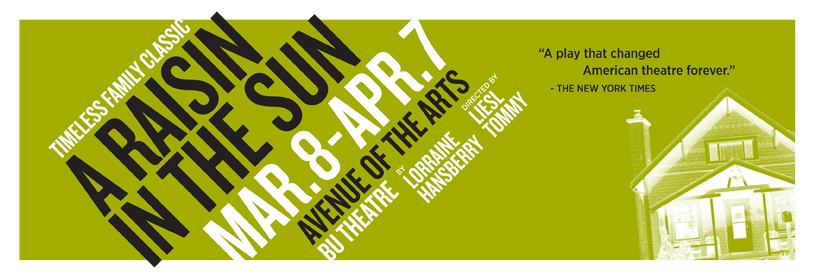 TIMELESS FAMILY CLASSIC
A RAISIN
IN THE SUN
MAR.8-APR.7
AVENUE OF THE ARTS
BU THEATRE
BY
LORRAINE
HANSBERRY
DIRECTED BY
LIESL
TOMMY
“A play that changed
American theatre forever.”
- THE NEW YORK TIMES